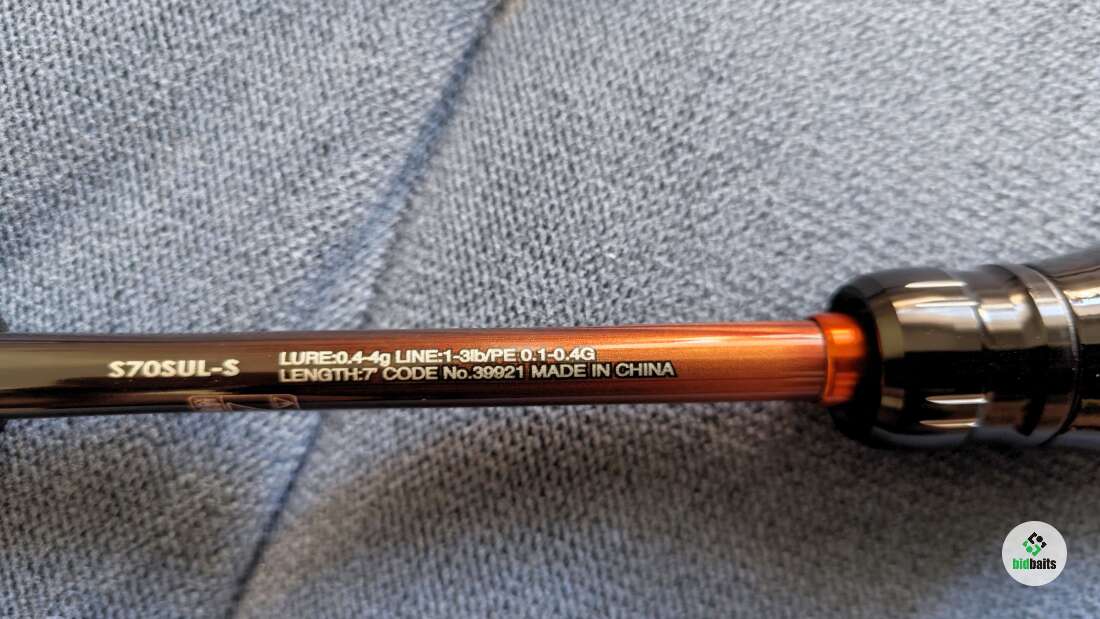 S70SUL-S
LURE:0.4-4g LINE:1-3lb/PE 0.1-0.4G
LENGTH:7' CODE No.39921 MADE IN CHINA
bidbaits